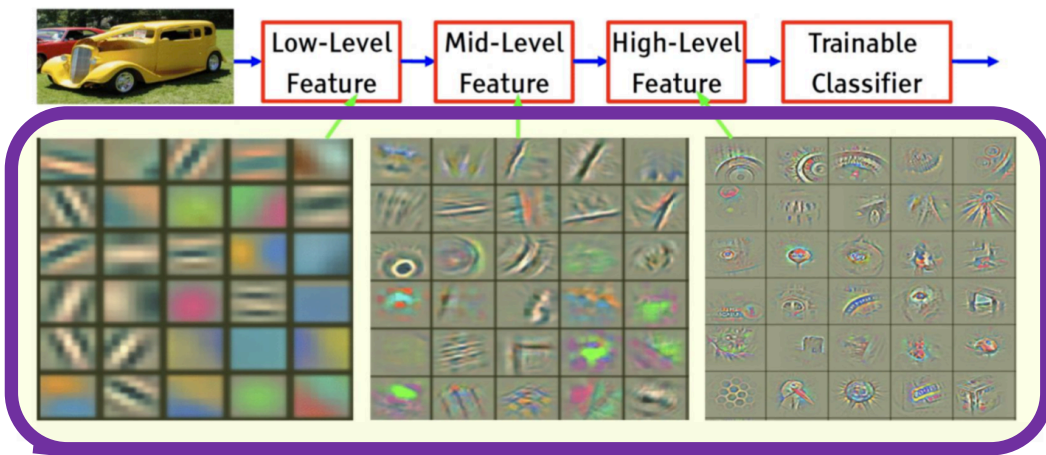 Low-Level
Feature
Mid-Level
Feature
High-Level
Feature
Trainable
Classifier